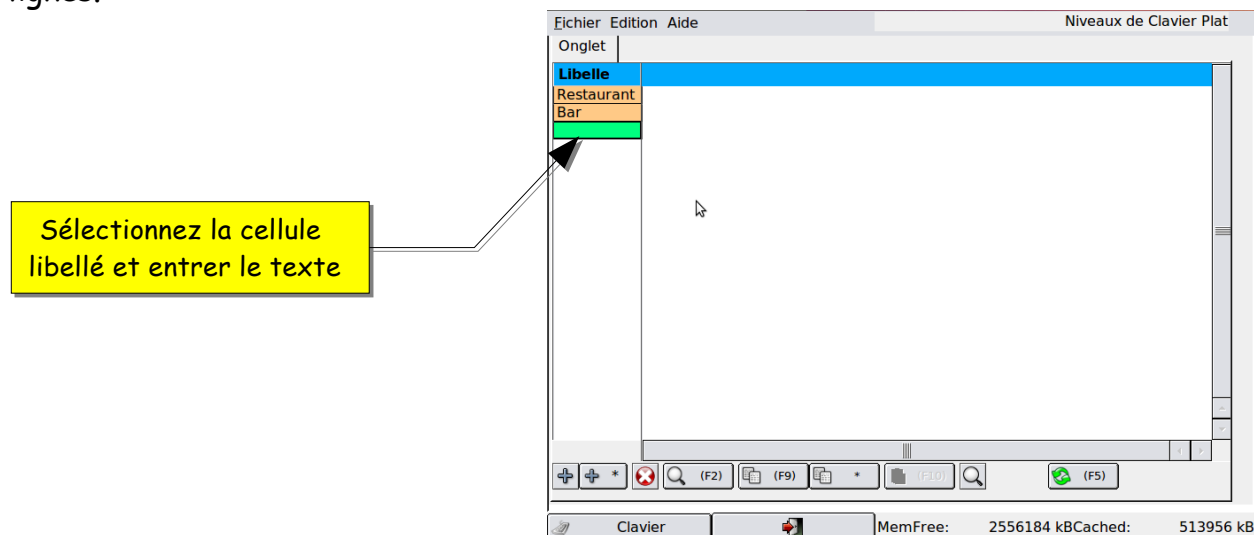 lignes.
Fichier Edition Aide
Niveaux de Clavier Plat
Onglet
Libelle
Restaurant
Bar
Sélectionnez la cellule
libellé et entrer le texte
* (F2) (F9) * (F10) (F5)
Clavier MemFree: 2556184 kBCached: 513956 kB